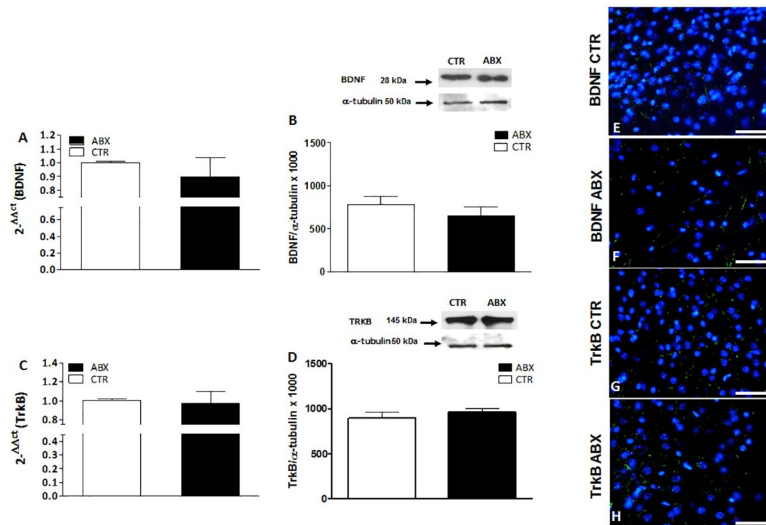 CTR ABX
BDNF 28 kDa
α-tubulin 50 kDa
A
ABX
CTR
2-ΔΔct (BDNF)
1.2
1.1
1.0
0.9
0.8
0.6
0.4
0.2
0.0
B
ABX
CTR
BDNF/α-tubulin x 1000
1500
1000
500
0
CTR ABX
TRKB 145 kDa
α-tubulin 50 kDa
C
ABX
CTR
2-ΔΔct (TrkB)
1.4
1.2
1.0
0.8
0.5
0.4
0.3
0.2
0.1
0.0
D
ABX
CTR
TrkB/α-tubulin x 1000
1500
1000
500
0
BDNF CTR
E
BDNF ABX
F
TrkB CTR
G
TrkB ABX
H